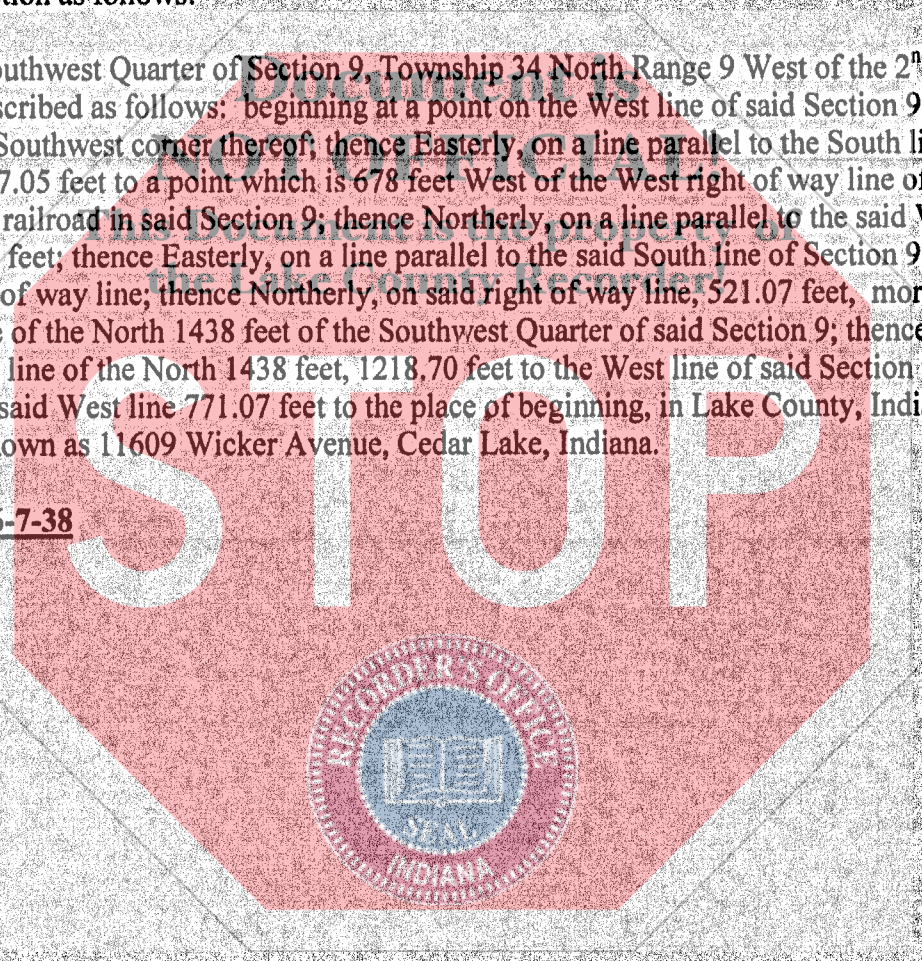 tion as follows:
outhwest Quarter of Section 9, Township 34 North Range 9 West of the 2ⁿ
scribed as follows: beginning at a point on the West line of said Section 9
Southwest corner thereof; thence Easterly, on a line parallel to the South l
7.05 feet to a point which is 678 feet West of the West right of way line of
railroad in said Section 9; thence Northerly, on a line parallel to the said
feet; thence Easterly, on a line parallel to the said South line of Section 9
of way line; thence Northerly, on said right of way line, 521.07 feet, mor
e of the North 1438 feet of the Southwest Quarter of said Section 9; thence
line of the North 1438 feet, 1218.70 feet to the West line of said Section
said West line 771.07 feet to the place of beginning, in Lake County, Indi
own as 11609 Wicker Avenue, Cedar Lake, Indiana.
-7-38
Document is
NOT OFFICIAL!
This Document is the property of
the Lake County Recorder!
STOP
RECORDER'S OFFICE
SEAL
INDIANA